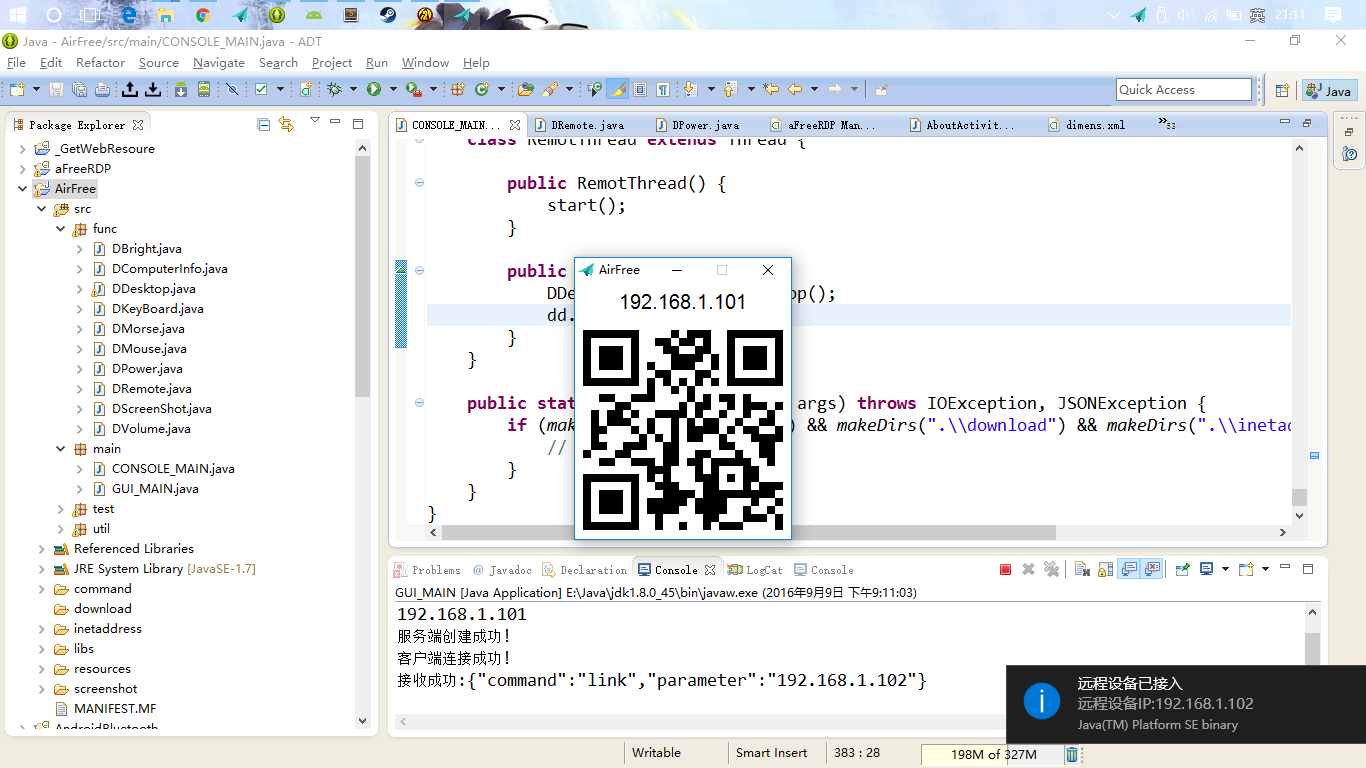 英 21:11
Java - AirFree/src/main/CONSOLE_MAIN.java - ADT
File Edit Refactor Source Navigate Search Project Run Window Help
Quick Access
Java
Package Explorer
CONSOLE_MAIN... DRemote.java DPower.java aFreeRDP Man... AboutActivit... dimens.xml »52
_GetWebResoure
aFreeRDP
AirFree
src
func
DBright.java
DComputerInfo.java
DDesktop.java
DKeyBoard.java
DMorse.java
DMouse.java
DPower.java
DRemote.java
DScreenShot.java
DVolume.java
main
CONSOLE_MAIN.java
GUI_MAIN.java
test
util
Referenced Libraries
JRE System Library [JavaSE-1.7]
command
download
inetaddress
libs
resources
screenshot
MANIFEST.MF
AndroidBluetooth
class RemotThread extends Thread {
public RemotThread() {
start();
}
public
DDe op();
dd.
}
}
public stat args) throws IOException, JSONException {
if (mak ) && makeDirs(".\\download") && makeDirs(".\\inetad
//
}
}
}
AirFree
192.168.1.101
Problems @ Javadoc Declaration Console LogCat Console
GUI_MAIN [Java Application] E:\Java\jdk1.8.0_45\bin\javaw.exe (2016年9月9日 下午9:11:03)
192.168.1.101
服务端创建成功!
客户端连接成功!
接收成功:{"command":"link","parameter":"192.168.1.102"}
远程设备已接入
远程设备IP:192.168.1.102
Java(TM) Platform SE binary
Writable Smart Insert 383 : 28 198M of 327M